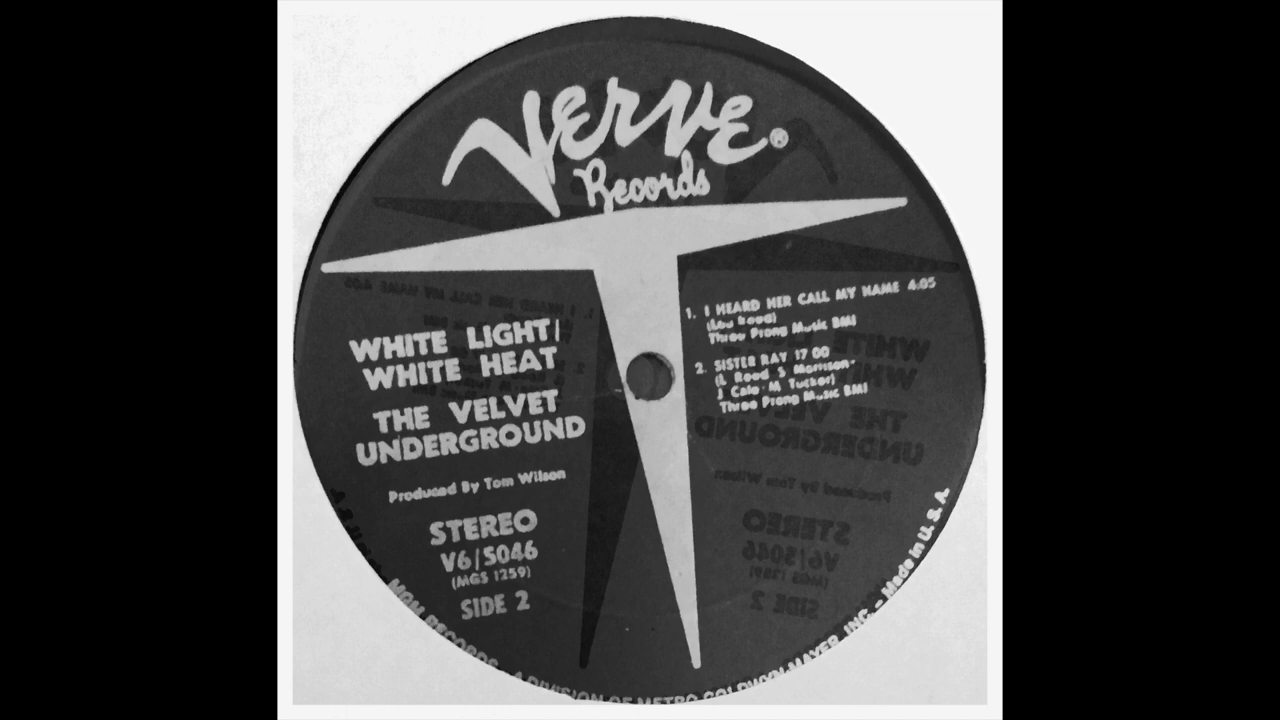 Verve®
Records
WHITE LIGHT/
WHITE HEAT
THE VELVET
UNDERGROUND
Produced By Tom Wilson
STEREO
V6/5046
(MGS 1259)
SIDE 2
1. I HEARD HER CALL MY NAME 4:05
(Lou Reed)
Three Prong Music BMI
2. SISTER RAY 17 00
(L Reed S Morrison-
J Cale M Tucker)
Three Prong Music BMI
MGM RECORDS - A DIVISION OF METRO GOLDWYN-MAYER, INC. - Made in U. S. A.